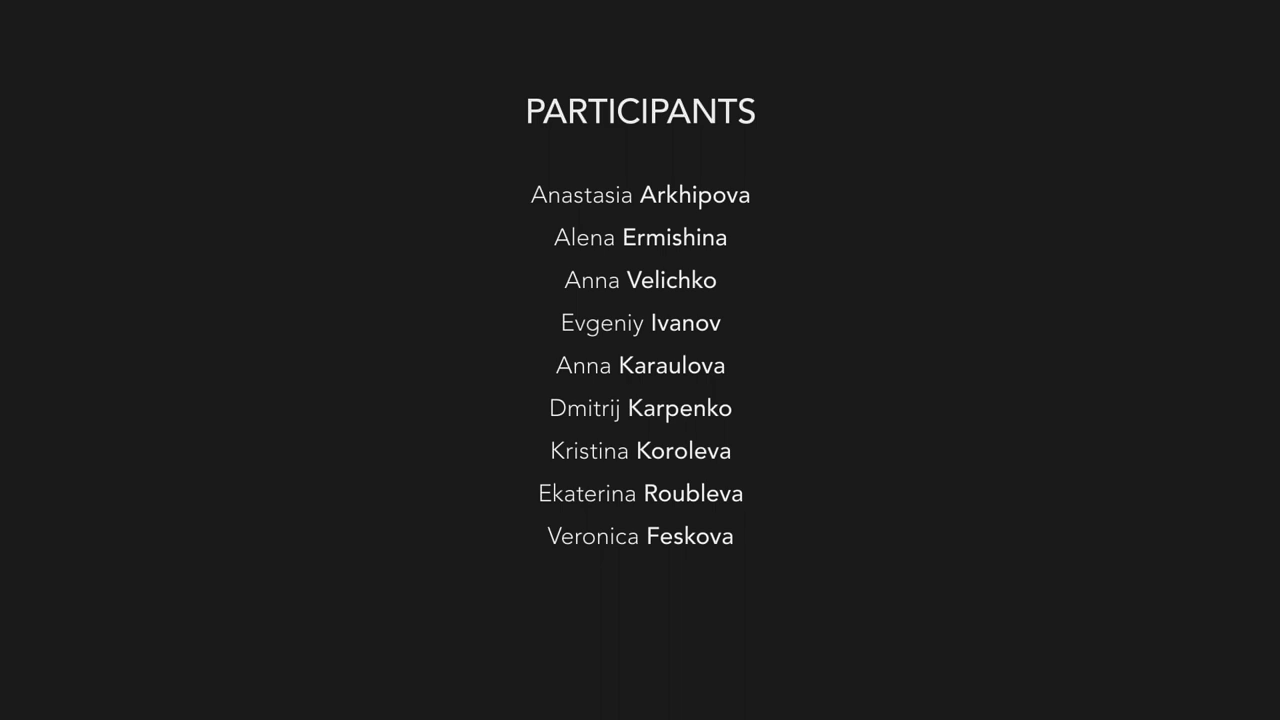 PARTICIPANTS
Anastasia Arkhipova
Alena Ermishina
Anna Velichko
Evgeniy Ivanov
Anna Karaulova
Dmitrij Karpenko
Kristina Koroleva
Ekaterina Roubleva
Veronica Feskova